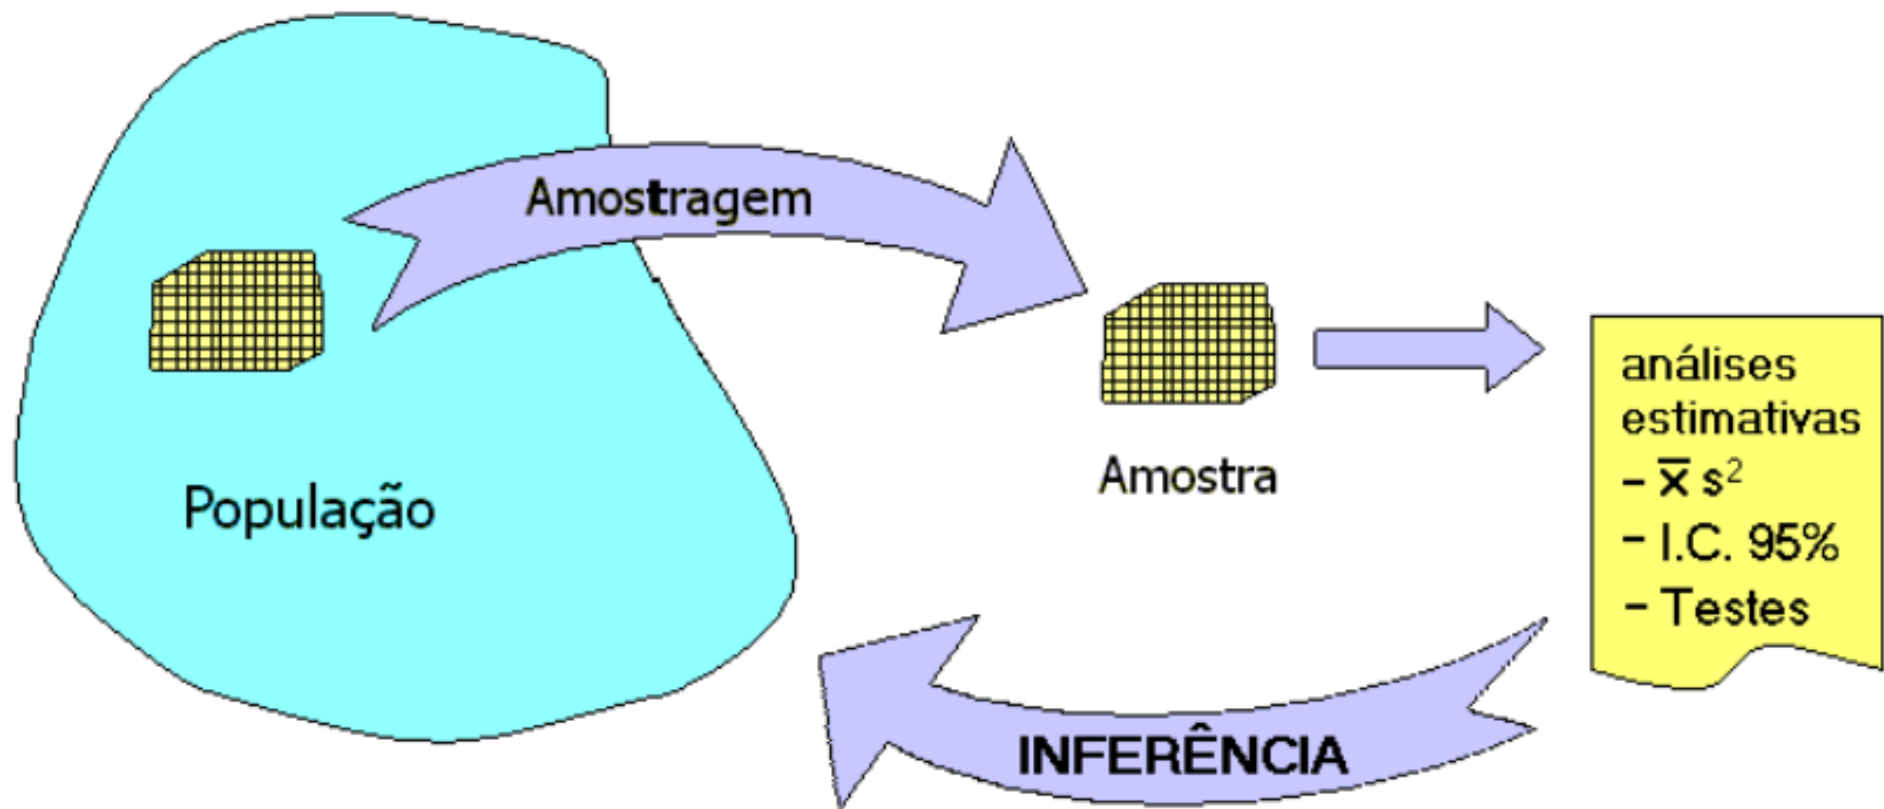 Amostragem
População
Amostra
análises
estimativas
- x̅ s²
- I.C. 95%
- Testes
INFERÊNCIA